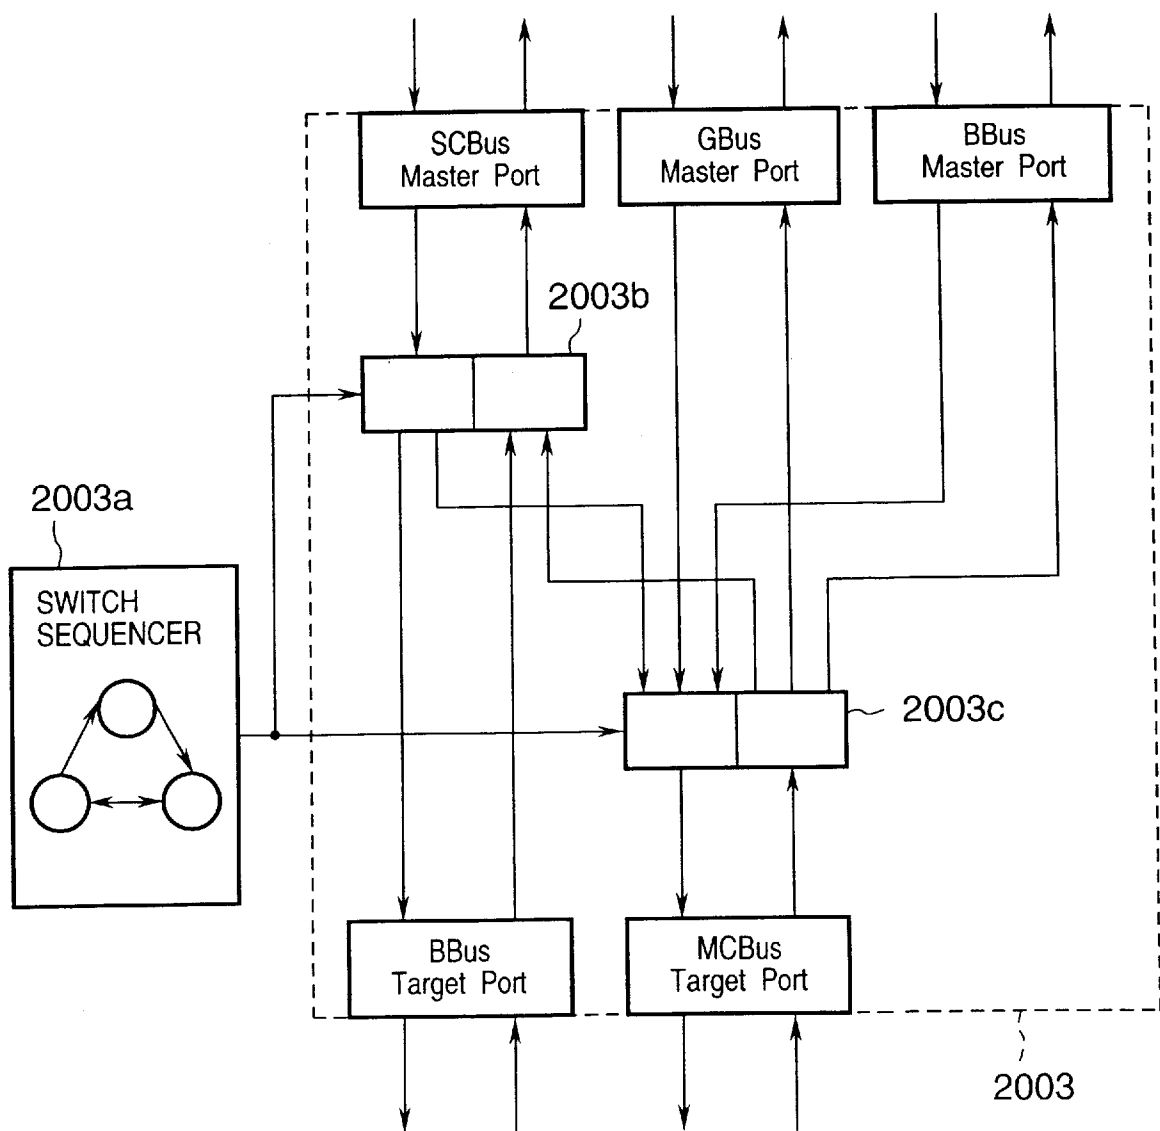 SCBus
Master Port
GBus
Master Port
BBus
Master Port
2003b
2003a
SWITCH
SEQUENCER
2003c
BBus
Target Port
MCBus
Target Port
2003